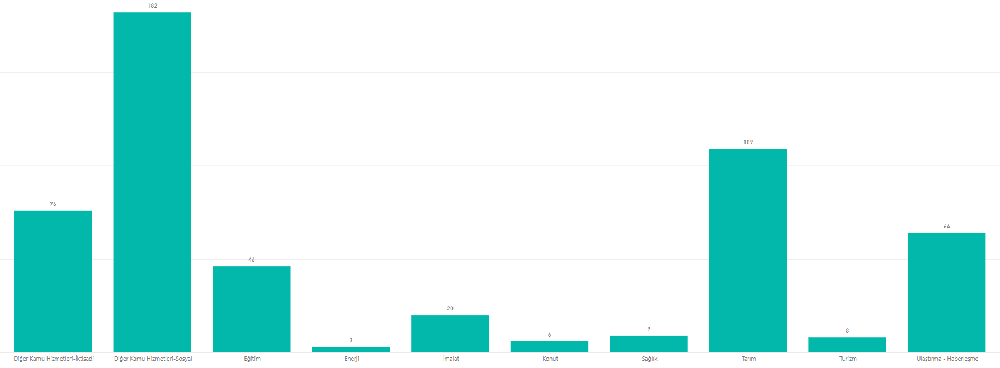 182
109
76
64
46
20
9
8
6
3
Diğer Kamu Hizmetleri-İktisadi
Diğer Kamu Hizmetleri-Sosyal
Eğitim
Enerji
İmalat
Konut
Sağlık
Tarım
Turizm
Ulaştırma - Haberleşme